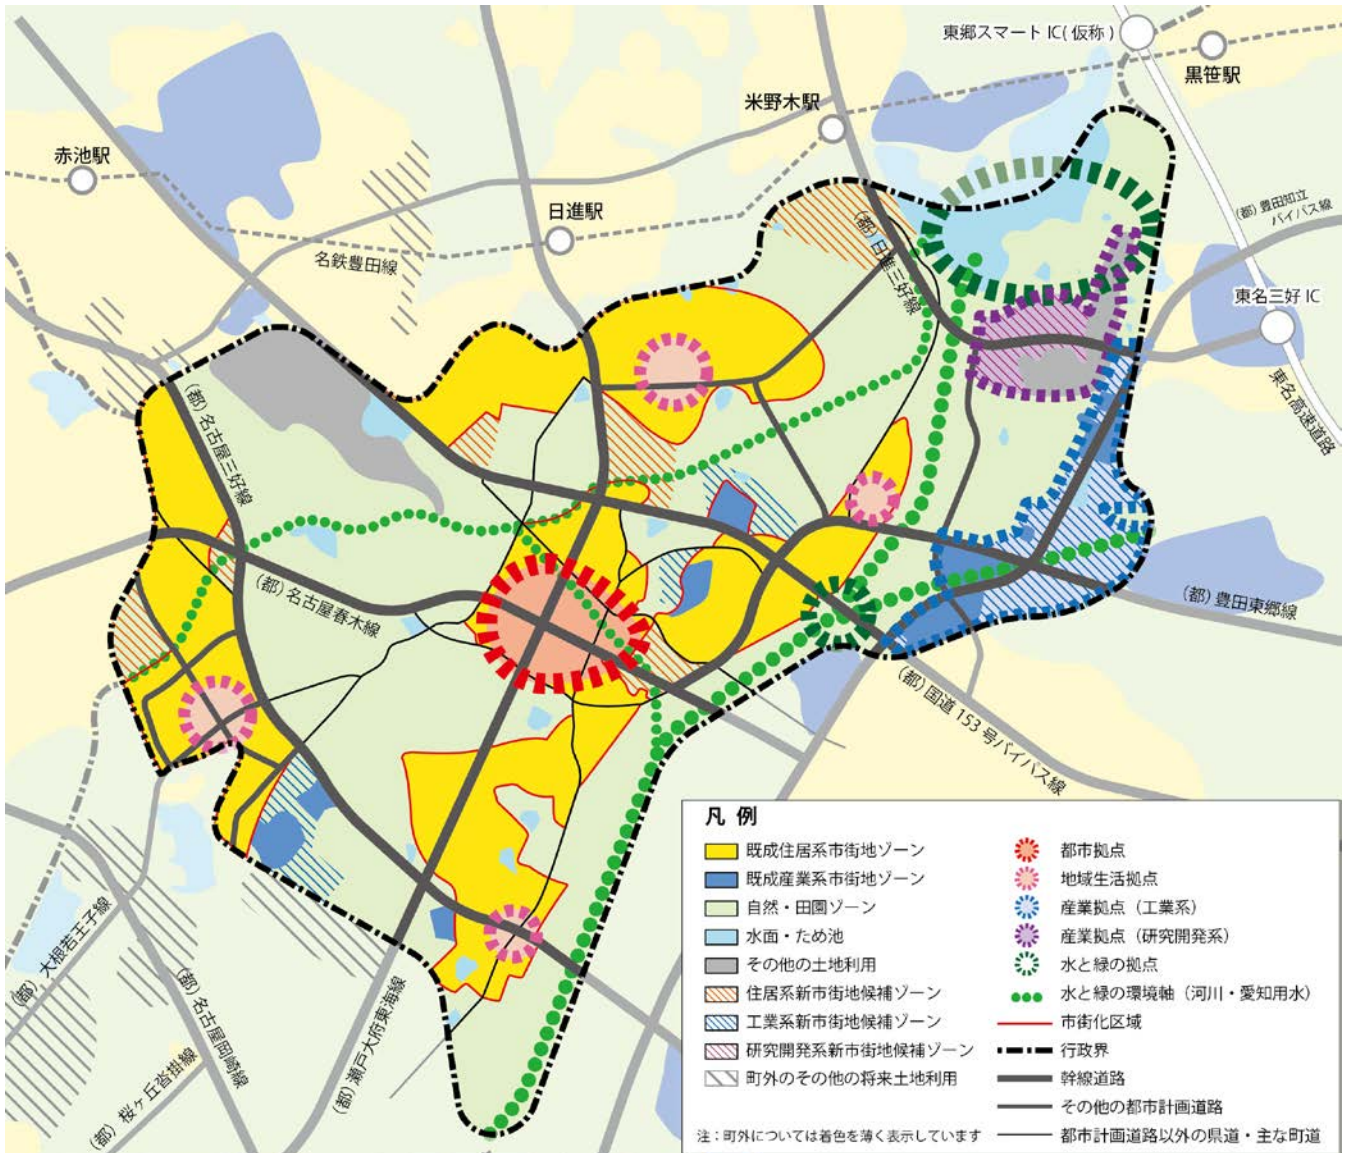 東郷スマートIC(仮称)
黒笹駅
米野木駅
赤池駅
日進駅
名鉄豊田線
(都)日進三好線
(都)豊田知立
バイパス線
東名三好IC
東名高速道路
(都)名古屋三好線
(都)名古屋春木線
(都)豊田東郷線
(都)国道153号バイパス線
(都)大根若王子線
(都)名古屋岡崎線
(都)桜ヶ丘沓掛線
(都)瀬戸大府東海線
凡例
既成住居系市街地ゾーン
既成産業系市街地ゾーン
自然・田園ゾーン
水面・ため池
その他の土地利用
住居系新市街地候補ゾーン
工業系新市街地候補ゾーン
研究開発系新市街地候補ゾーン
町外のその他の将来土地利用
注：町外については着色を薄く表示しています
都市拠点
地域生活拠点
産業拠点（工業系）
産業拠点（研究開発系）
水と緑の拠点
水と緑の環境軸（河川・愛知用水）
市街化区域
行政界
幹線道路
その他の都市計画道路
都市計画道路以外の県道・主な町道